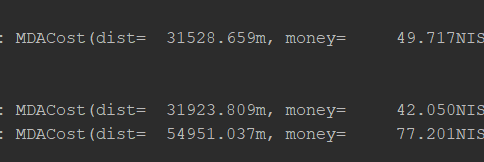 : MDACost(dist=  31528.659m, money=     49.717NIS
: MDACost(dist=  31923.809m, money=     42.050NIS
: MDACost(dist=  54951.037m, money=     77.201NIS